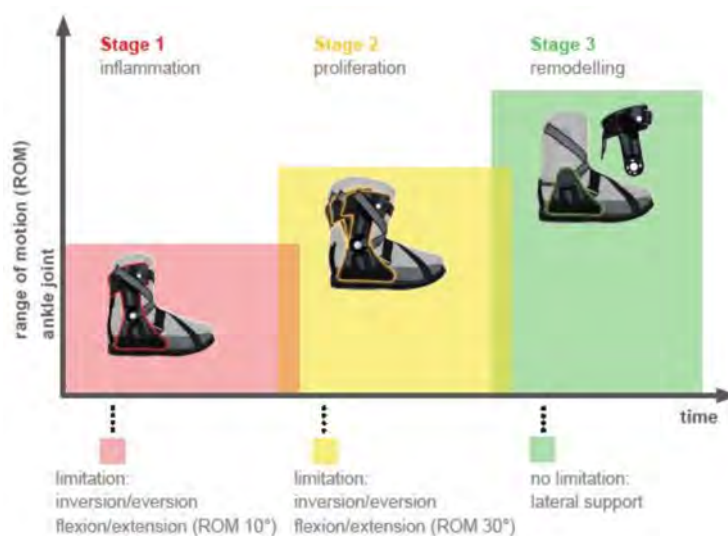 Stage 1
inflammation
Stage 2
proliferation
Stage 3
remodelling
range of motion (ROM)
ankle joint
time
limitation:
inversion/eversion
flexion/extension (ROM 10°)
limitation:
inversion/eversion
flexion/extension (ROM 30°)
no limitation:
lateral support